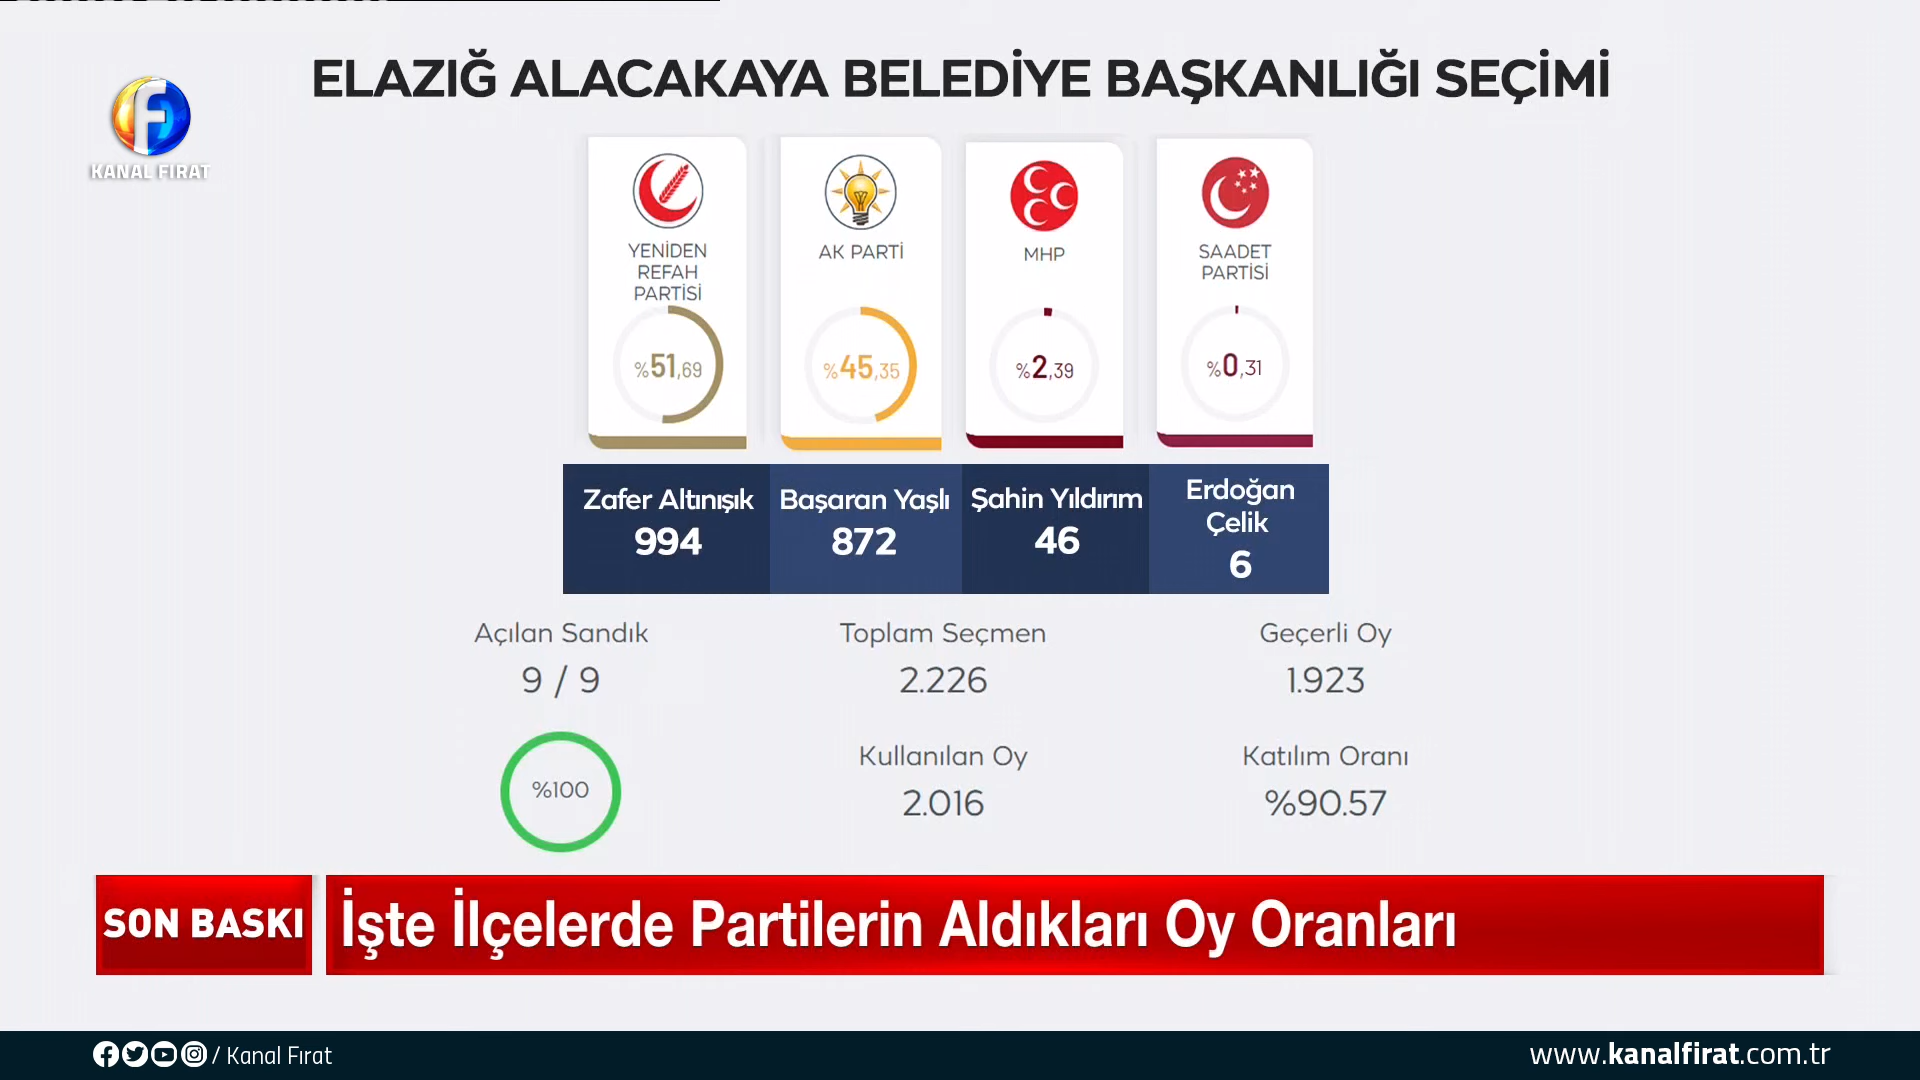 ELAZIĞ ALACAKAYA BELEDİYE BAŞKANLIĞI SEÇİMİ
KANAL FIRAT
YENİDEN
REFAH
PARTİSİ
%51,69
AK PARTİ
%45,35
MHP
%2,39
SAADET
PARTİSİ
%0,31
Zafer Altınışık
994
Başaran Yaşlı
872
Şahin Yıldırım
46
Erdoğan
Çelik
6
Açılan Sandık
9 / 9
%100
Toplam Seçmen
2.226
Geçerli Oy
1.923
Kullanılan Oy
2.016
Katılım Oranı
%90.57
SON BASKI
İşte İlçelerde Partilerin Aldıkları Oy Oranları
/ Kanal Fırat
www.kanalfirat.com.tr